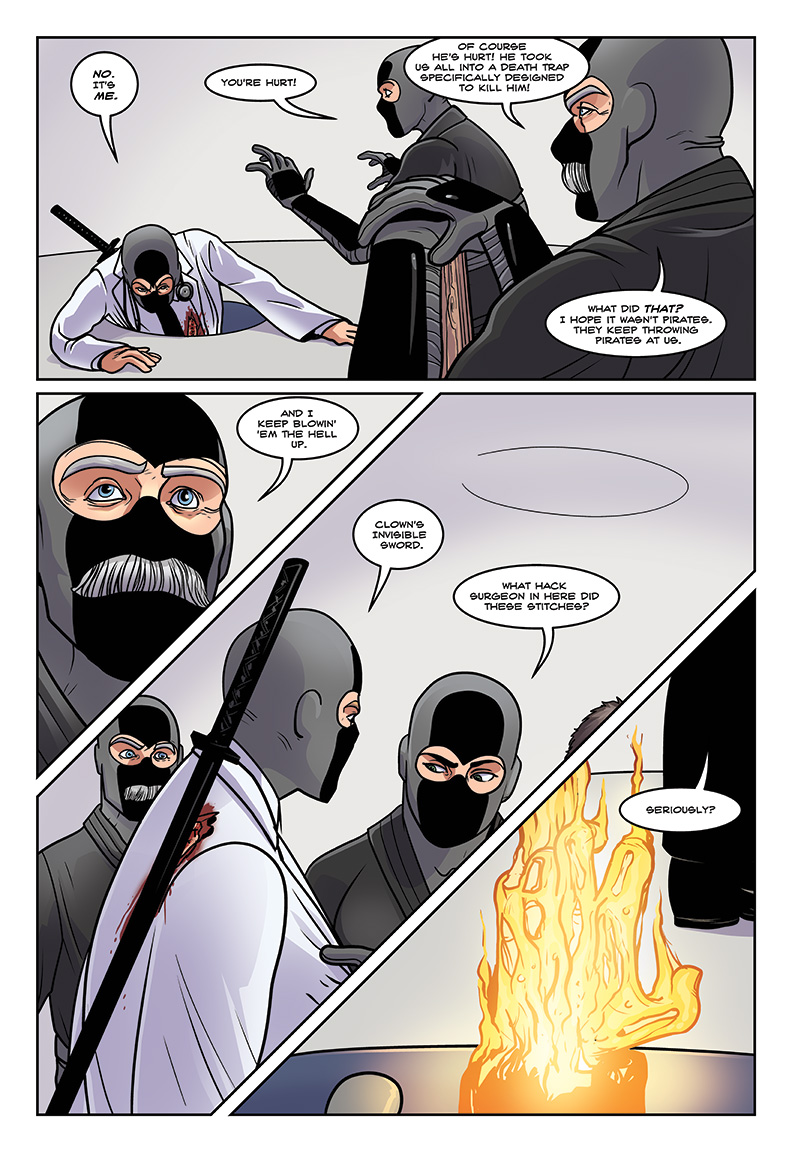 NO.
IT'S
ME.
YOU'RE HURT!
OF COURSE
HE'S HURT! HE TOOK
US ALL INTO A DEATH TRAP
SPECIFICALLY DESIGNED
TO KILL HIM!
WHAT DID THAT?
I HOPE IT WASN'T PIRATES.
THEY KEEP THROWING
PIRATES AT US.
AND I
KEEP BLOWIN'
'EM THE HELL
UP.
CLOWN'S
INVISIBLE
SWORD.
WHAT HACK
SURGEON IN HERE DID
THESE STITCHES?
SERIOUSLY?